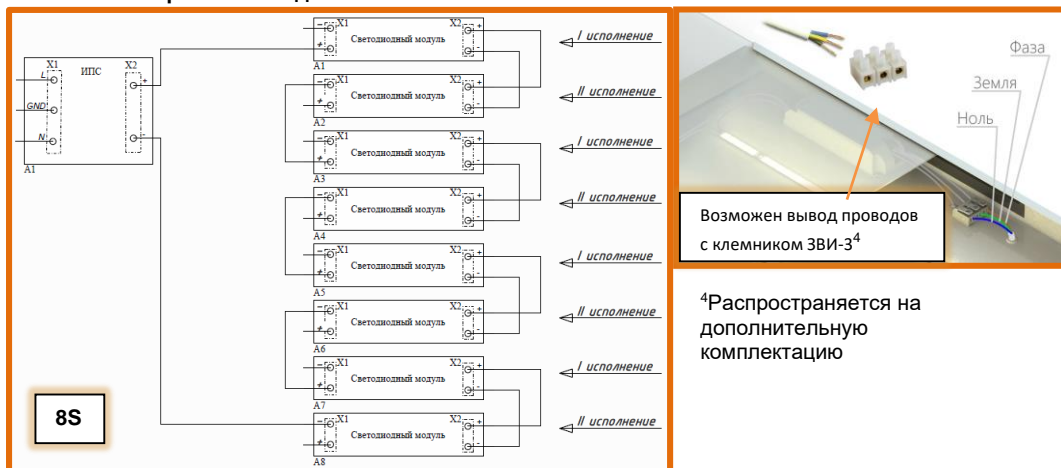 ИПС
X1
X2
L
GND
N
+
-
A1
X1
X2
−
+
Светодиодный модуль
+
-
A1
I исполнение
X1
X2
−
+
Светодиодный модуль
+
-
A2
II исполнение
X1
X2
−
+
Светодиодный модуль
+
-
A3
I исполнение
X1
X2
−
+
Светодиодный модуль
+
-
A4
II исполнение
X1
X2
−
+
Светодиодный модуль
+
-
A5
I исполнение
X1
X2
−
+
Светодиодный модуль
+
-
A6
II исполнение
X1
X2
−
+
Светодиодный модуль
+
-
A7
I исполнение
X1
X2
−
+
Светодиодный модуль
+
-
A8
II исполнение
8S
Фаза
Земля
Ноль
Возможен вывод проводов
с клемником ЗВИ-3⁴
⁴Распространяется на
дополнительную
комплектацию